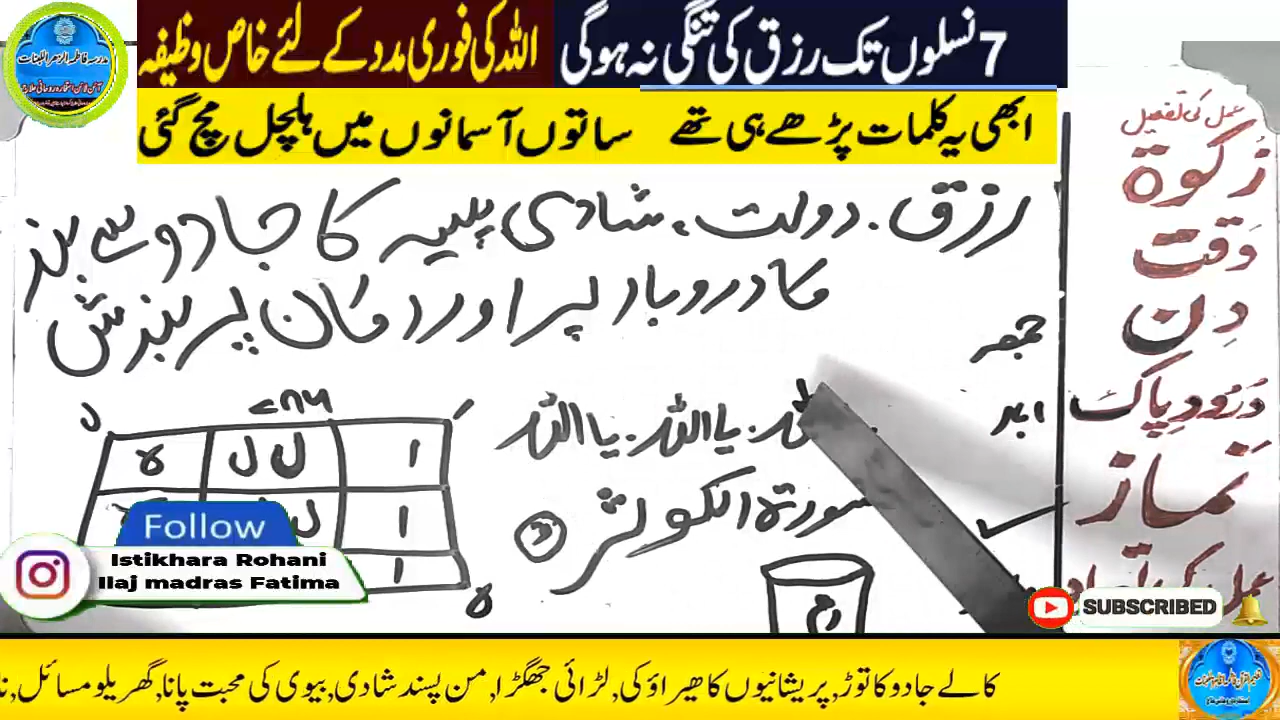 7 نسلوں تک رزق کی تنگی نہ ہوگی
اللہ کی فوری مدد کے لئے خاص وظیفہ
ابھی یہ کلمات پڑھے ہی تھے ساتوں آسمانوں میں ہلچل مچ گئی
رزق. دولت، شادی پیسہ کا جادو سے بند
کاروبار پر اور دکان پر بندش
یا اللہ. یا اللہ
سورۃ الکوثر
ا ل ل ہ
ا
ا
ل
ہ
عمل کی تفصیل
زکوۃ
وقت
دن
درود پاک
نماز
Follow
Istikhara Rohani
Ilaj madras Fatima
SUBSCRIBED
کالے جادو کا توڑ, پریشانیوں کا ھیراؤ کی, لڑائی جھگڑا, من پسند شادی, بیوی کی محبت پانا, گھریلو مسائل,